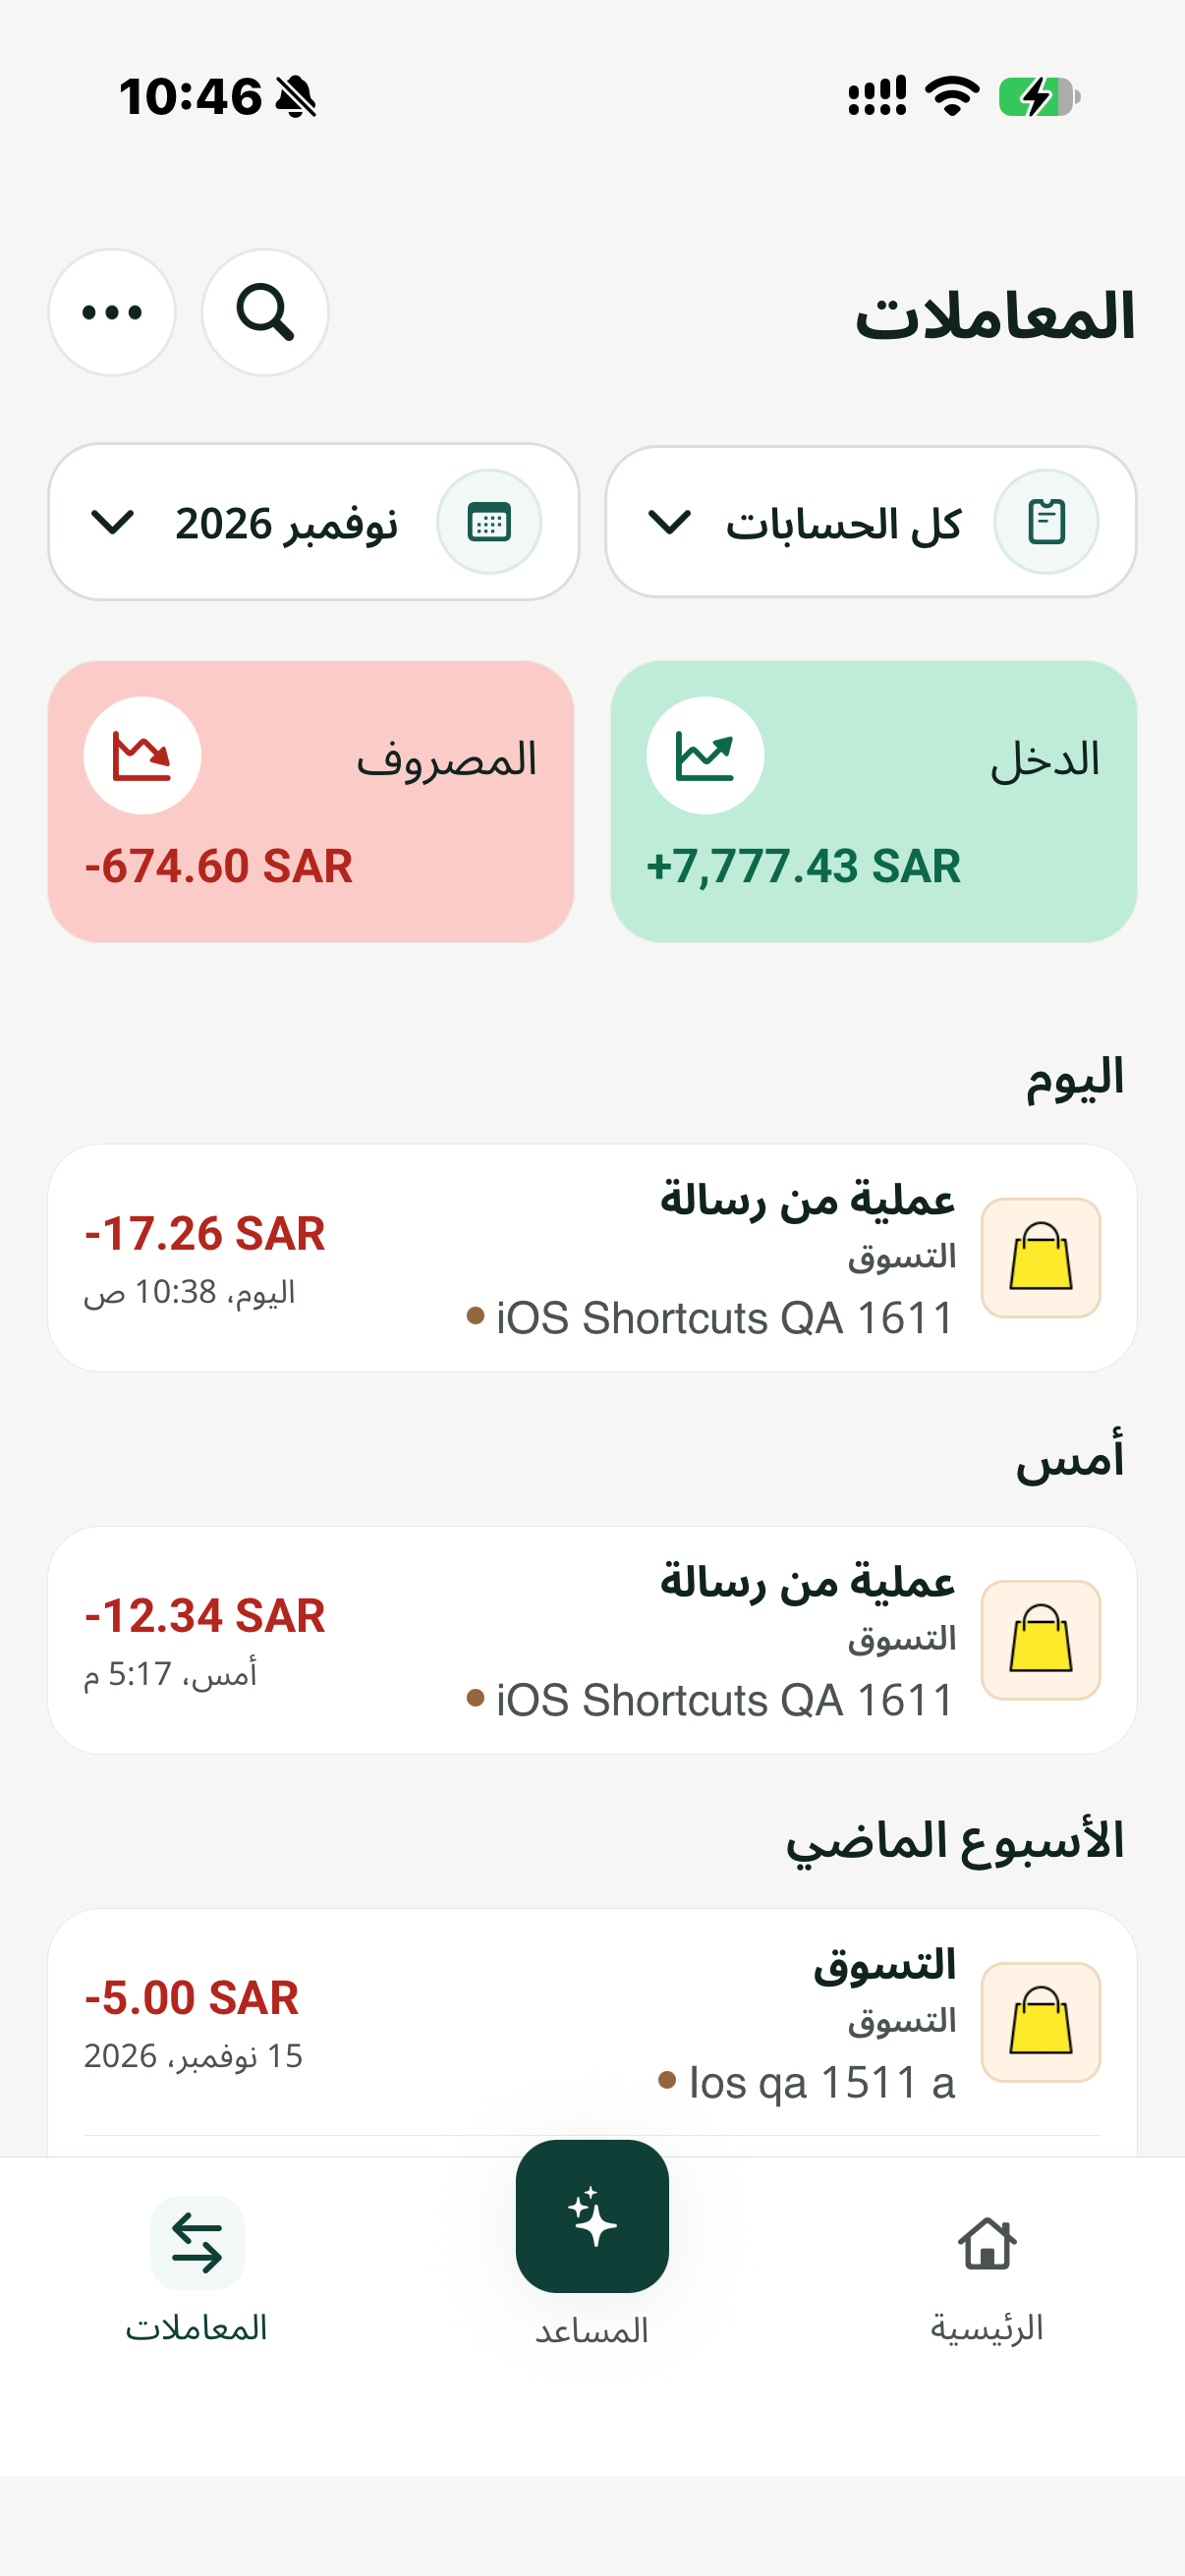 10:46
المعاملات
كل الحسابات
نوفمبر 2026
الدخل
+7,777.43 SAR
المصروف
-674.60 SAR
اليوم
عملية من رسالة
التسوق
iOS Shortcuts QA 1611
-17.26 SAR
اليوم، 10:38 ص
أمس
عملية من رسالة
التسوق
iOS Shortcuts QA 1611
-12.34 SAR
أمس، 5:17 م
الأسبوع الماضي
التسوق
التسوق
Ios qa 1511 a
-5.00 SAR
15 نوفمبر، 2026
الرئيسية
المساعد
المعاملات